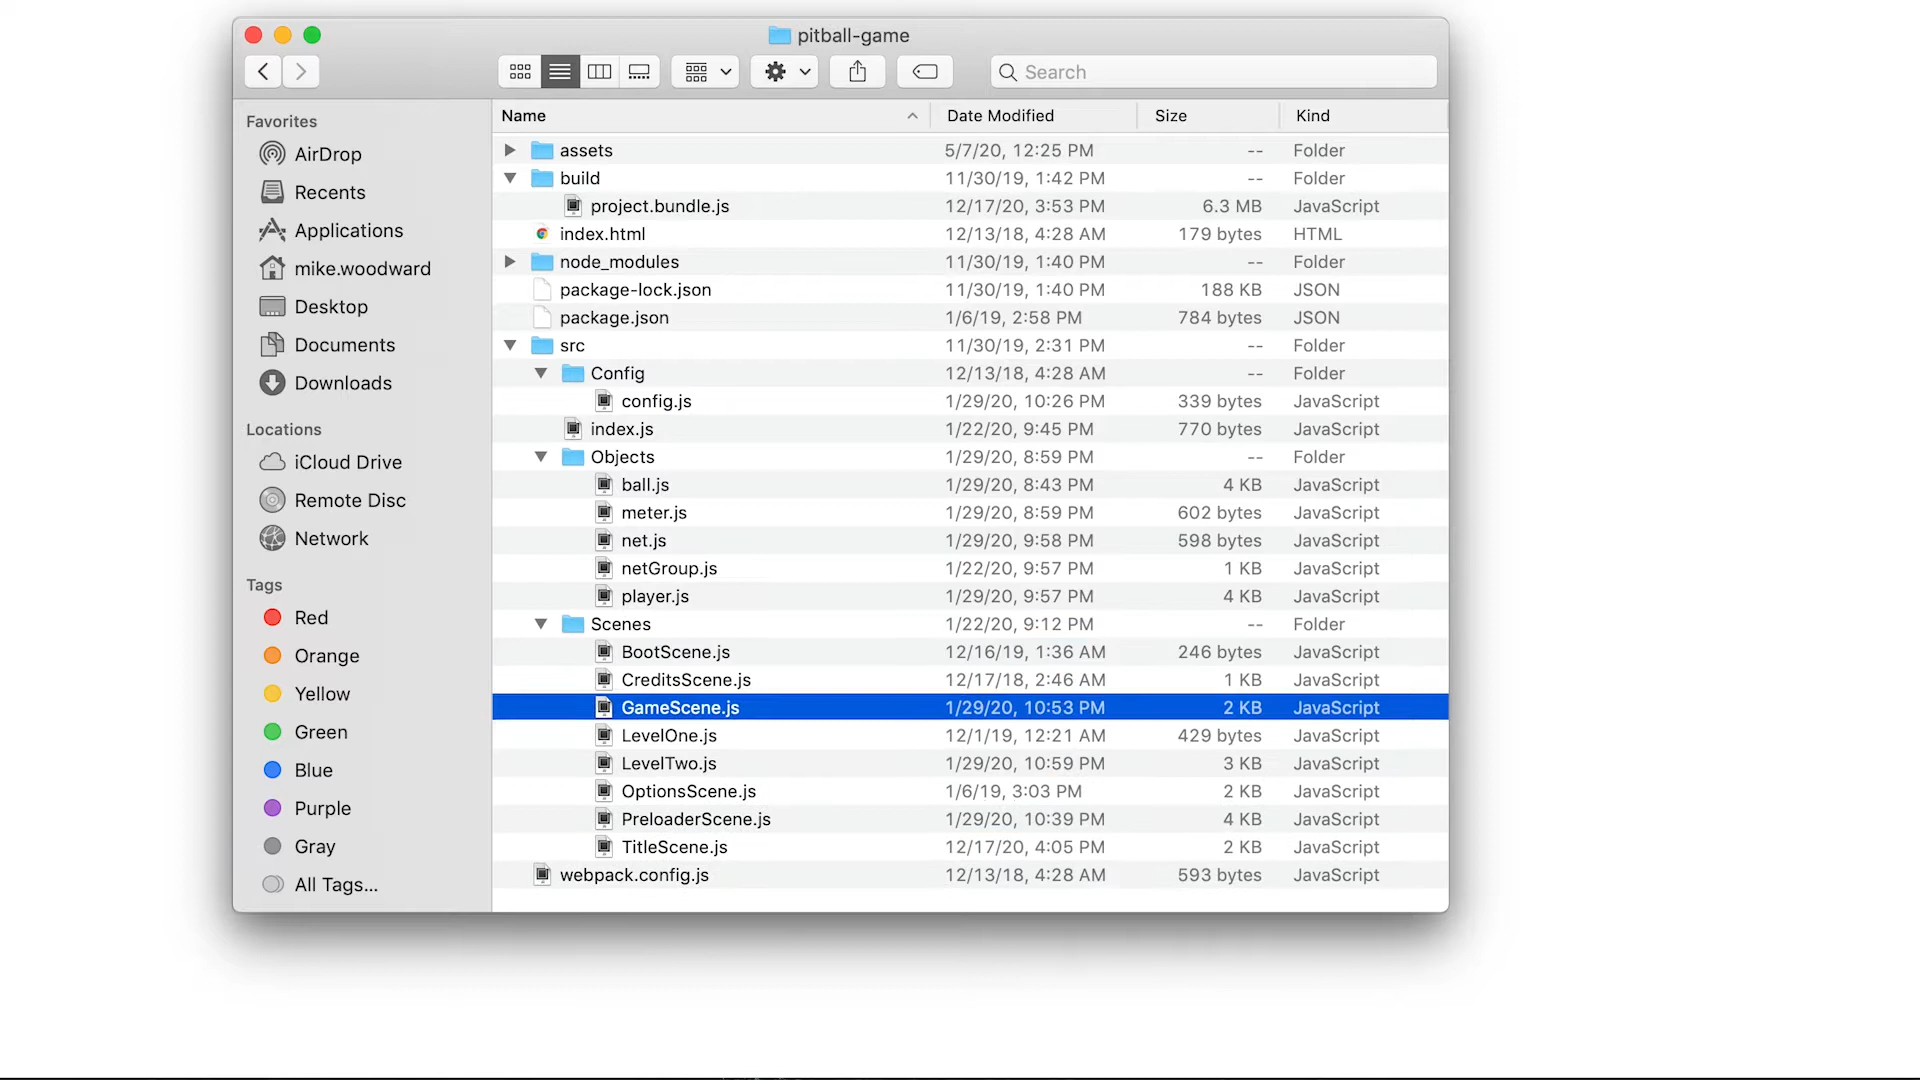 pitball-game
Search
Favorites
AirDrop
Recents
Applications
mike.woodward
Desktop
Documents
Downloads
Locations
iCloud Drive
Remote Disc
Network
Tags
Red
Orange
Yellow
Green
Blue
Purple
Gray
All Tags...
Name Date Modified Size Kind
assets 5/7/20, 12:25 PM -- Folder
build 11/30/19, 1:42 PM -- Folder
project.bundle.js 12/17/20, 3:53 PM 6.3 MB JavaScript
index.html 12/13/18, 4:28 AM 179 bytes HTML
node_modules 11/30/19, 1:40 PM -- Folder
package-lock.json 11/30/19, 1:40 PM 188 KB JSON
package.json 1/6/19, 2:58 PM 784 bytes JSON
src 11/30/19, 2:31 PM -- Folder
Config 12/13/18, 4:28 AM -- Folder
config.js 1/29/20, 10:26 PM 339 bytes JavaScript
index.js 1/22/20, 9:45 PM 770 bytes JavaScript
Objects 1/29/20, 8:59 PM -- Folder
ball.js 1/29/20, 8:43 PM 4 KB JavaScript
meter.js 1/29/20, 8:59 PM 602 bytes JavaScript
net.js 1/29/20, 9:58 PM 598 bytes JavaScript
netGroup.js 1/22/20, 9:57 PM 1 KB JavaScript
player.js 1/29/20, 9:57 PM 4 KB JavaScript
Scenes 1/22/20, 9:12 PM -- Folder
BootScene.js 12/16/19, 1:36 AM 246 bytes JavaScript
CreditsScene.js 12/17/18, 2:46 AM 1 KB JavaScript
GameScene.js 1/29/20, 10:53 PM 2 KB JavaScript
LevelOne.js 12/1/19, 12:21 AM 429 bytes JavaScript
LevelTwo.js 1/29/20, 10:59 PM 3 KB JavaScript
OptionsScene.js 1/6/19, 3:03 PM 2 KB JavaScript
PreloaderScene.js 1/29/20, 10:39 PM 4 KB JavaScript
TitleScene.js 12/17/20, 4:05 PM 2 KB JavaScript
webpack.config.js 12/13/18, 4:28 AM 593 bytes JavaScript